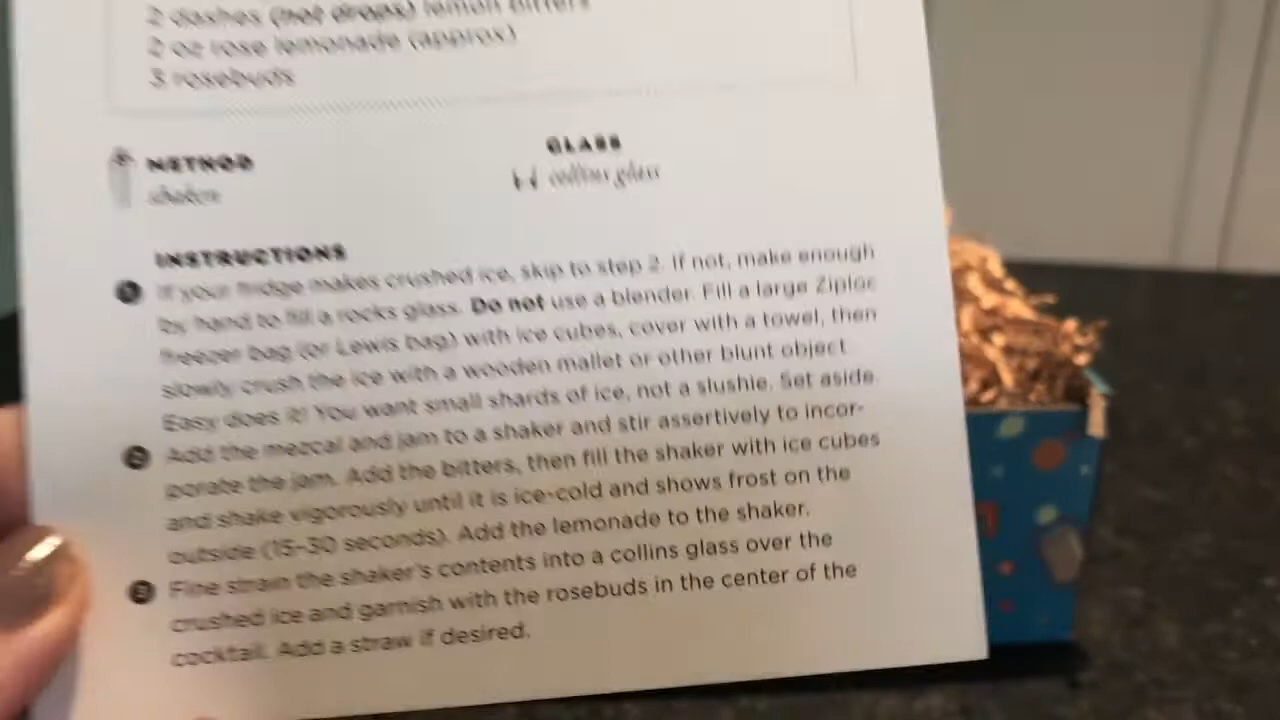 2 dashes (not drops) lemon bitters
2 oz rose lemonade (approx)
3 rosebuds
METHOD
shaken
GLASS
collins glass
INSTRUCTIONS
1 If your fridge makes crushed ice, skip to step 2. If not, make enough
by hand to fill a rocks glass. Do not use a blender. Fill a large Ziploc
freezer bag (or Lewis bag) with ice cubes, cover with a towel, then
slowly crush the ice with a wooden mallet or other blunt object.
Easy does it! You want small shards of ice, not a slushie. Set aside.
2 Add the mezcal and jam to a shaker and stir assertively to incor-
porate the jam. Add the bitters, then fill the shaker with ice cubes
and shake vigorously until it is ice-cold and shows frost on the
outside (15-30 seconds). Add the lemonade to the shaker.
3 Fine strain the shaker's contents into a collins glass over the
crushed ice and garnish with the rosebuds in the center of the
cocktail. Add a straw if desired.